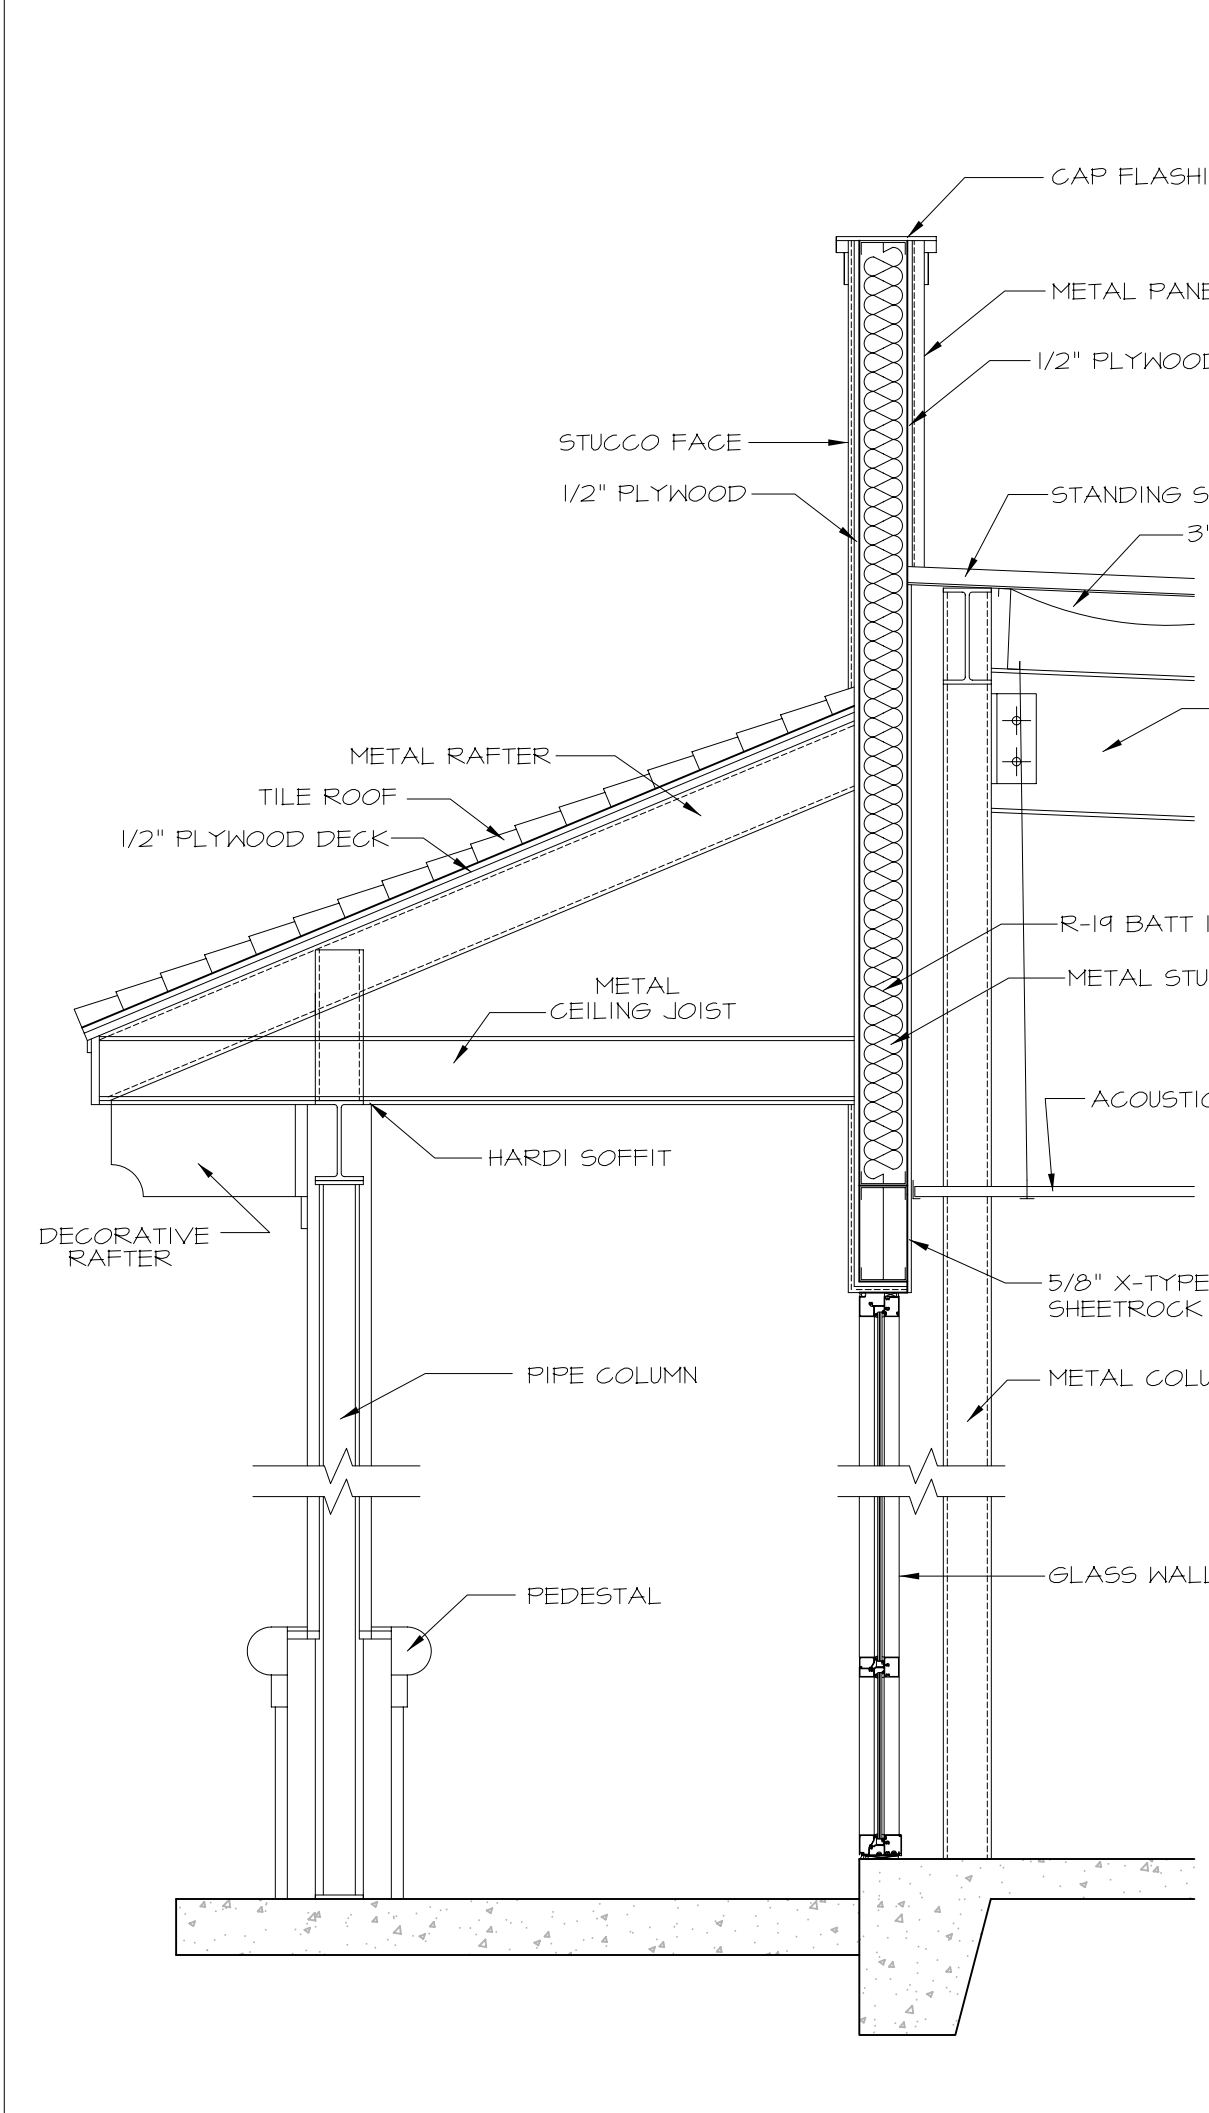 CAP FLASHI
METAL PANE
1/2" PLYWOOD
STUCCO FACE
1/2" PLYWOOD
STANDING S
3"
METAL RAFTER
TILE ROOF
1/2" PLYWOOD DECK
R-19 BATT I
METAL STU
METAL
CEILING JOIST
ACOUSTIC
HARDI SOFFIT
DECORATIVE
RAFTER
5/8" X-TYPE
SHEETROCK
PIPE COLUMN
METAL COLU
GLASS WALL
PEDESTAL